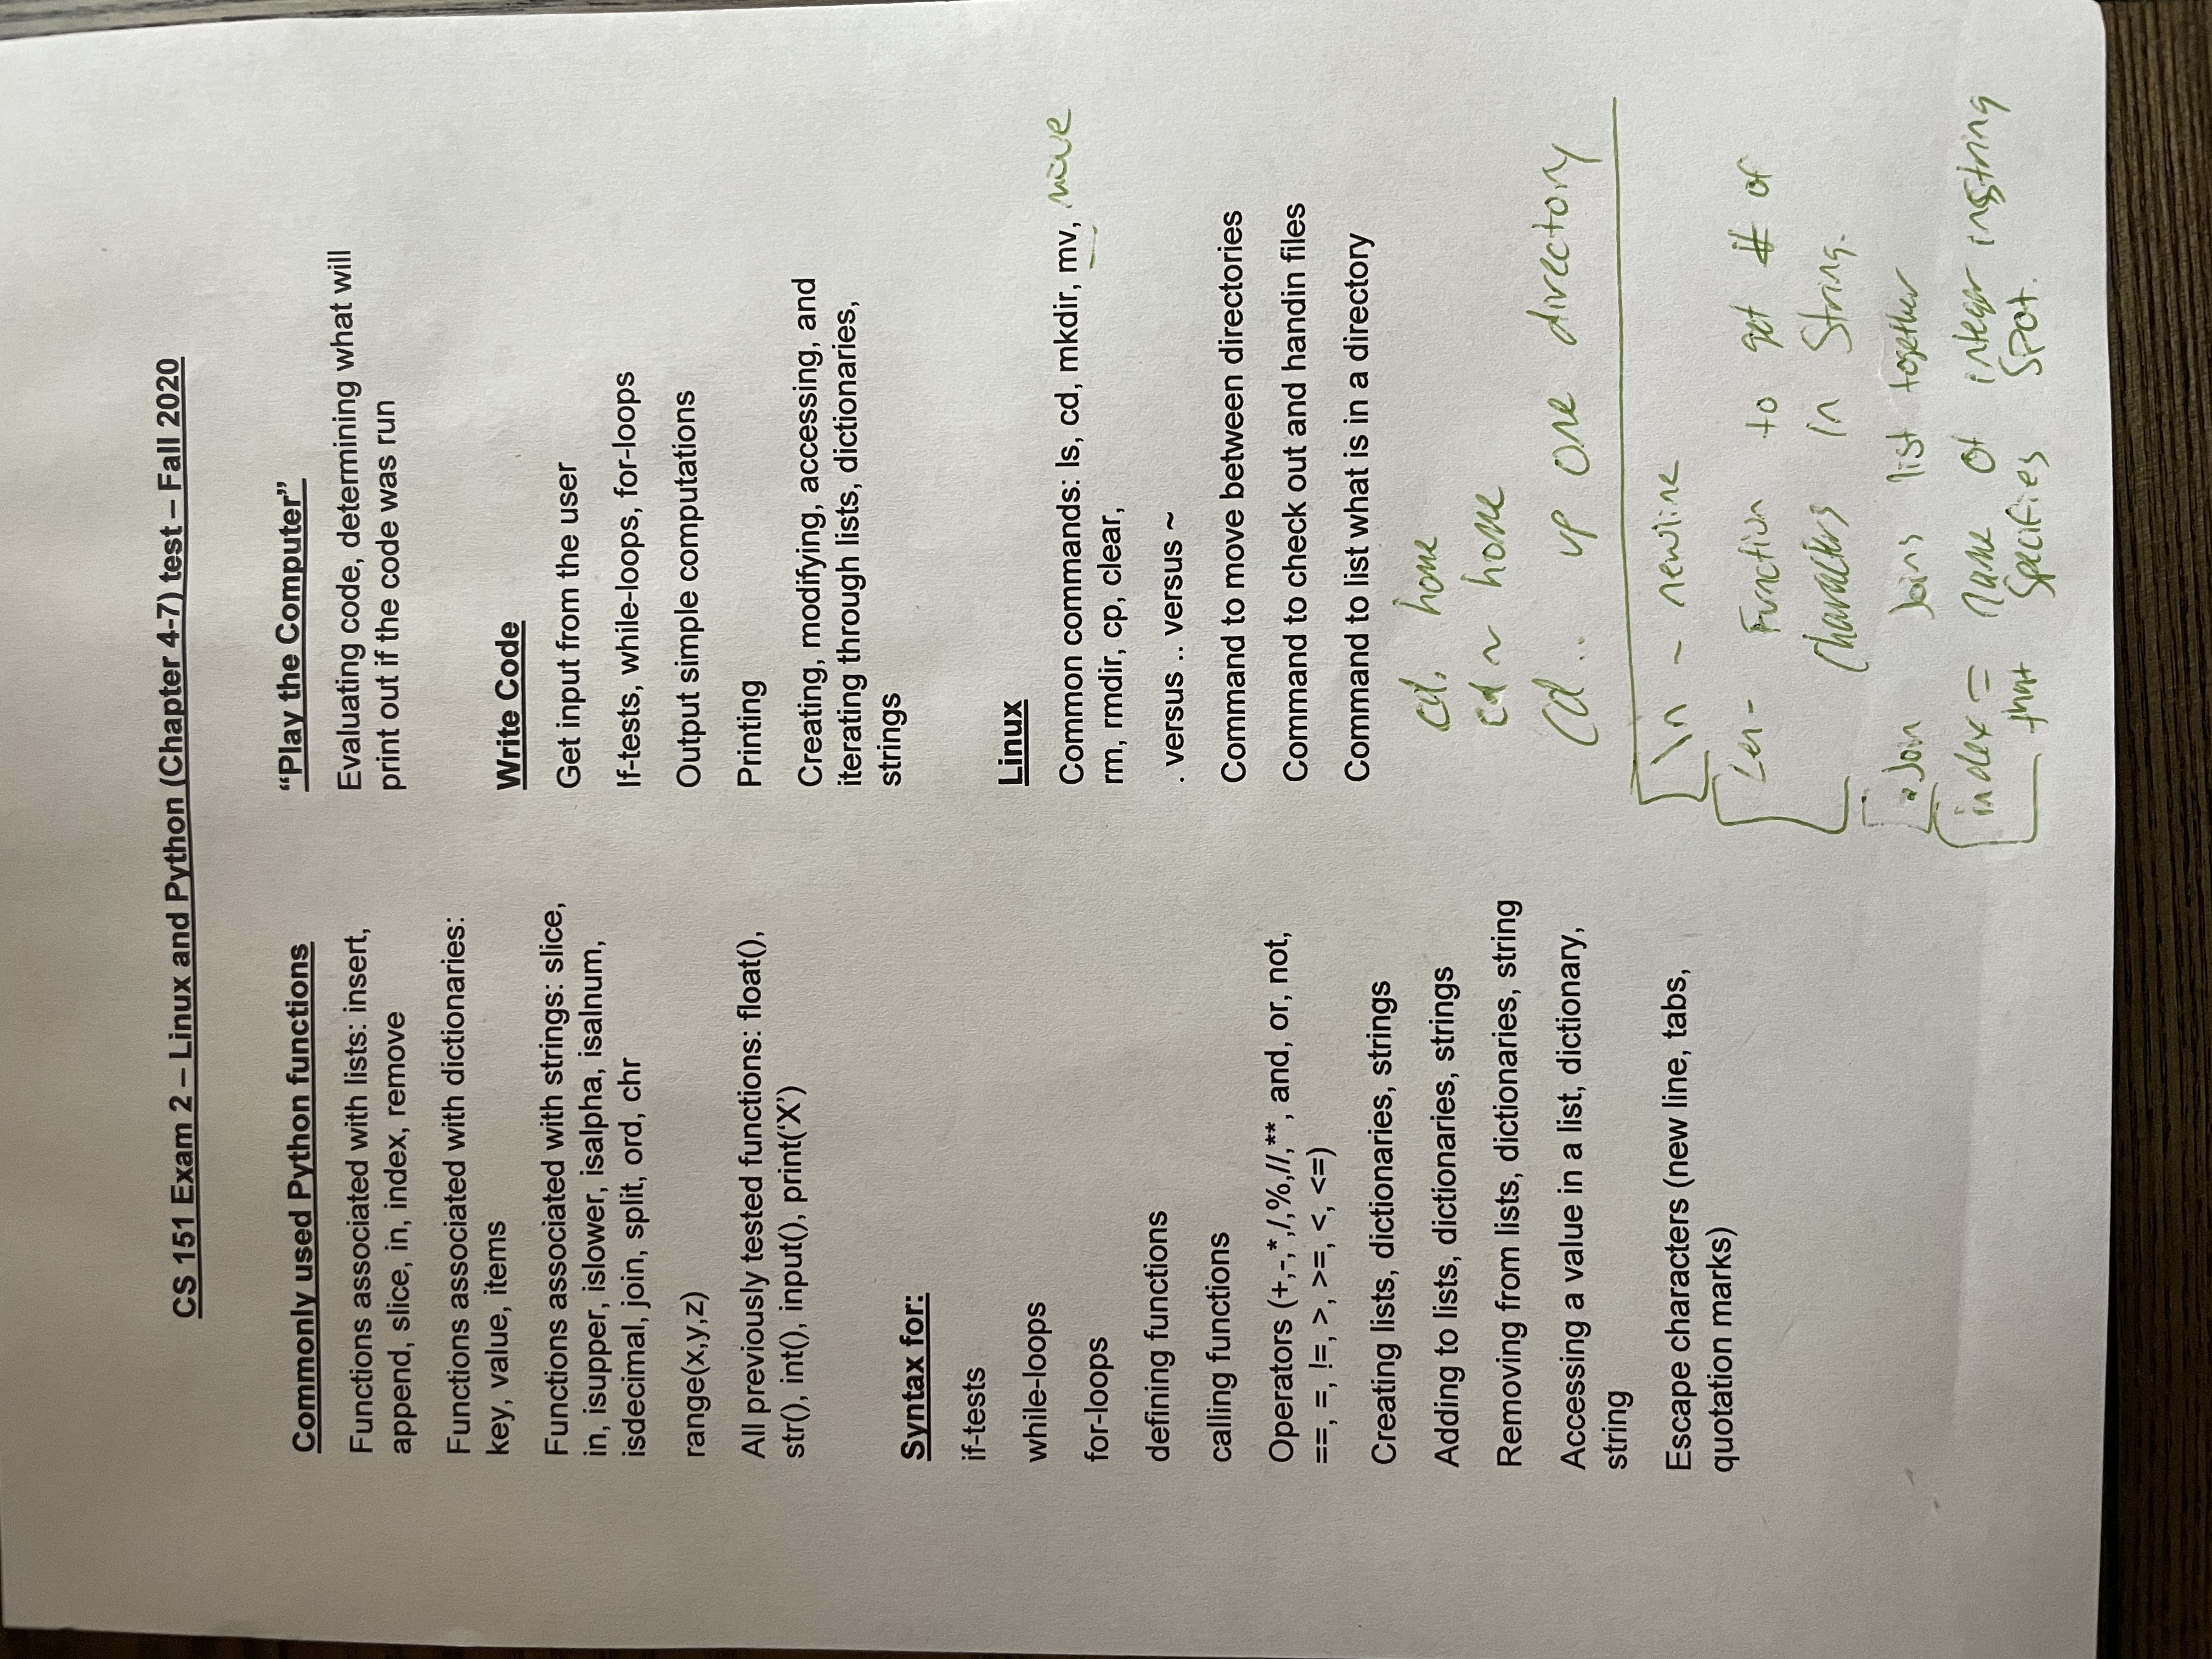 CS 151 Exam 2 – Linux and Python (Chapter 4-7) test – Fall 2020
Commonly used Python functions
Functions associated with lists: insert,
append, slice, in, index, remove
Functions associated with dictionaries:
key, value, items
Functions associated with strings: slice,
in, isupper, islower, isalpha, isalnum,
isdecimal, join, split, ord, chr
range(x,y,z)
All previously tested functions: float(),
str(), int(), input(), print(‘X’)
Syntax for:
if-tests
while-loops
for-loops
defining functions
calling functions
Operators (+,-,*,/,%,//,**, and, or, not,
==, =, !=, >, >=, <, <=)
Creating lists, dictionaries, strings
Adding to lists, dictionaries, strings
Removing from lists, dictionaries, string
Accessing a value in a list, dictionary,
string
Escape characters (new line, tabs,
quotation marks)
“Play the Computer”
Evaluating code, determining what will
print out if the code was run
Write Code
Get input from the user
If-tests, while-loops, for-loops
Output simple computations
Printing
Creating, modifying, accessing, and
iterating through lists, dictionaries,
strings
Linux
Common commands: ls, cd, mkdir, mv, move
rm, rmdir, cp, clear,
. versus .. versus ~
Command to move between directories
Command to check out and handin files
Command to list what is in a directory
cd. home
cd ~ home
cd .. up one directory
\n ~ newline
Len - Function to get # of
characters in string.
.Join Joins list together
index = name of integer in string
that specifies spot.